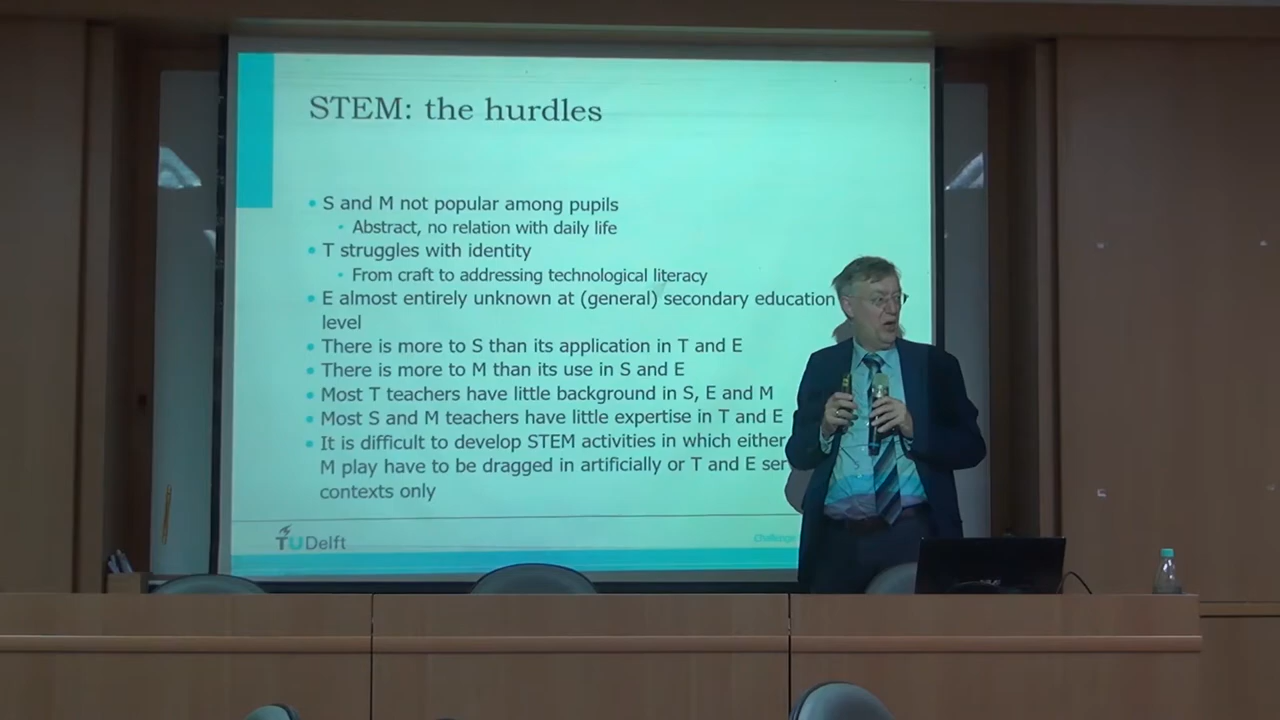 STEM: the hurdles
• S and M not popular among pupils
• Abstract, no relation with daily life
• T struggles with identity
• From craft to addressing technological literacy
• E almost entirely unknown at (general) secondary education
level
• There is more to S than its application in T and E
• There is more to M than its use in S and E
• Most T teachers have little background in S, E and M
• Most S and M teachers have little expertise in T and E
• It is difficult to develop STEM activities in which either
M play have to be dragged in artificially or T and E
contexts only
TU Delft
Challenge